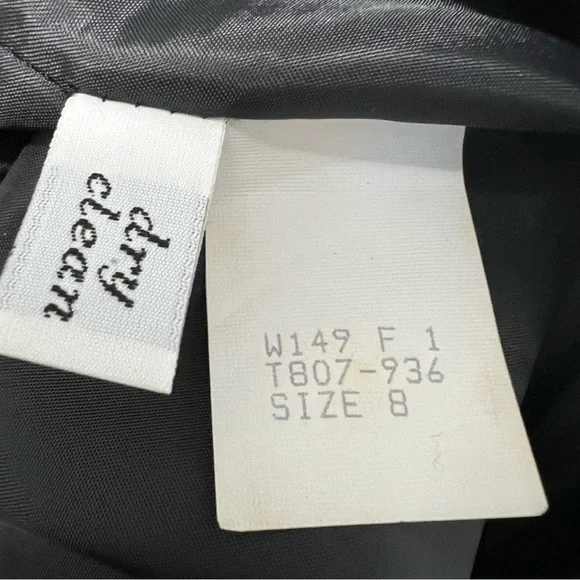 dry
clean
W149 F 1
T807-936
SIZE 8